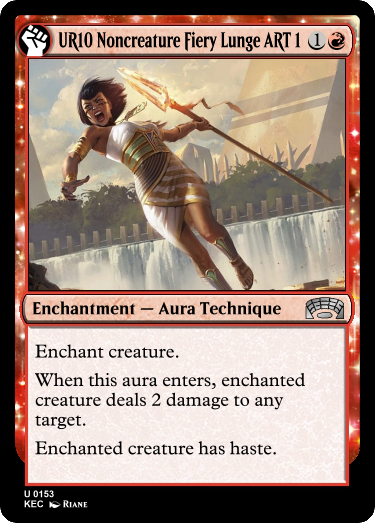 UR10 Noncreature Fiery Lunge ART 1 1
Enchantment — Aura Technique
Enchant creature.
When this aura enters, enchanted
creature deals 2 damage to any
target.
Enchanted creature has haste.
U 0153
KEC Riane